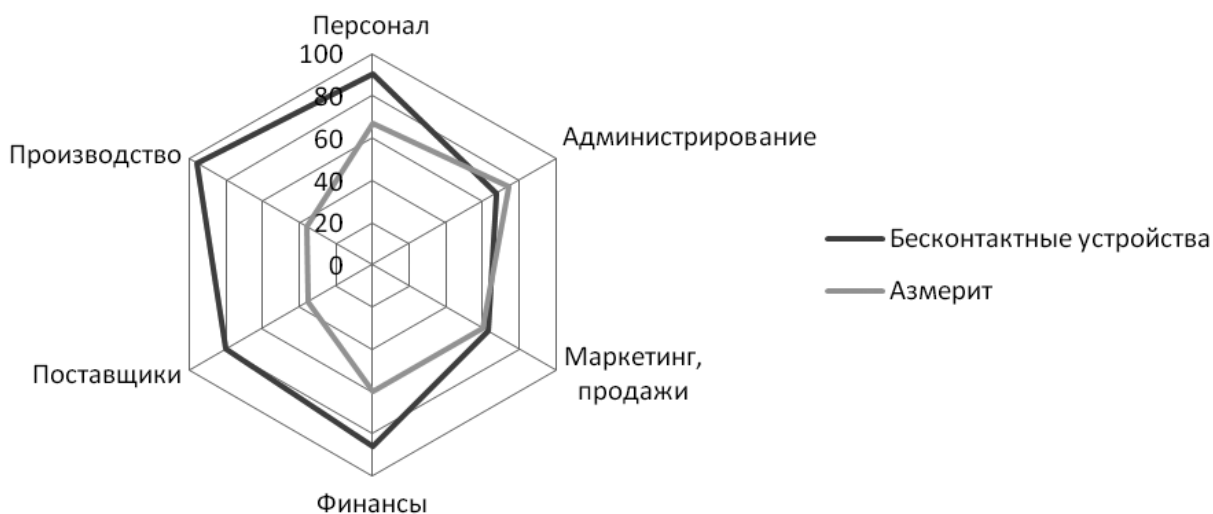 Персонал
100
80
60
40
20
0
Администрирование
Маркетинг,
продажи
Финансы
Поставщики
Производство
Бесконтактные устройства
Азмерит